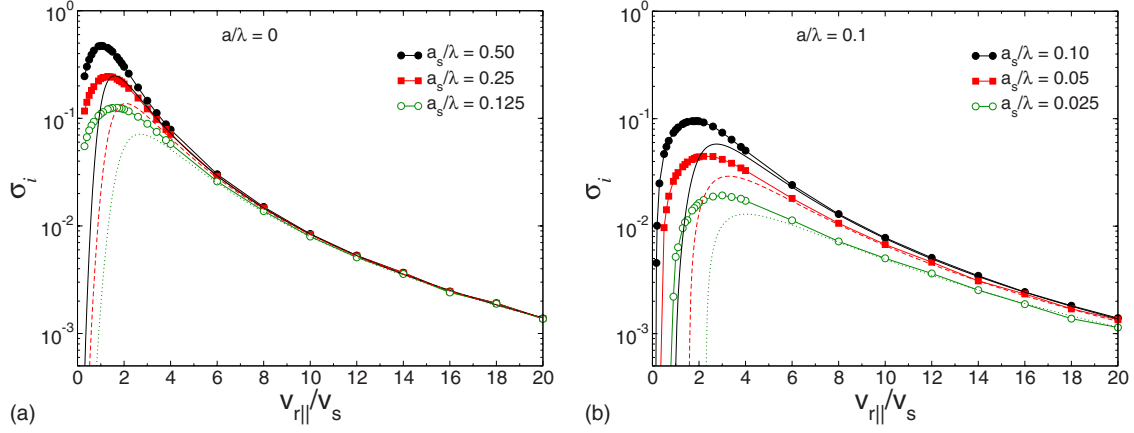 10^0
10^-1
10^-2
10^-3
σ_i
a/λ = 0
a_s/λ = 0.50
a_s/λ = 0.25
a_s/λ = 0.125
0 2 4 6 8 10 12 14 16 18 20
v_r||/v_s
(a)
10^0
10^-1
10^-2
10^-3
σ_i
a/λ = 0.1
a_s/λ = 0.10
a_s/λ = 0.05
a_s/λ = 0.025
0 2 4 6 8 10 12 14 16 18 20
v_r||/v_s
(b)